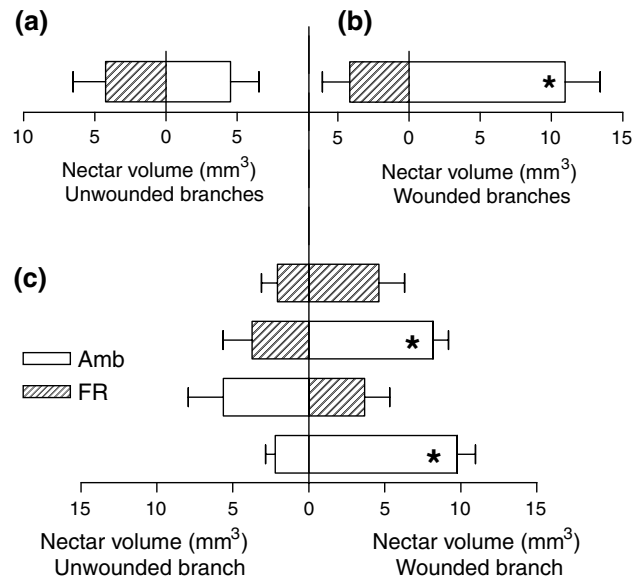 (a)
(b)
*
10 5 0 5 5 0 5 10 15
Nectar volume (mm³)
Unwounded branches
Nectar volume (mm³)
Wounded branches
(c)
*
Amb
FR
*
15 10 5 0 5 10 15
Nectar volume (mm³)
Unwounded branch
Nectar volume (mm³)
Wounded branch